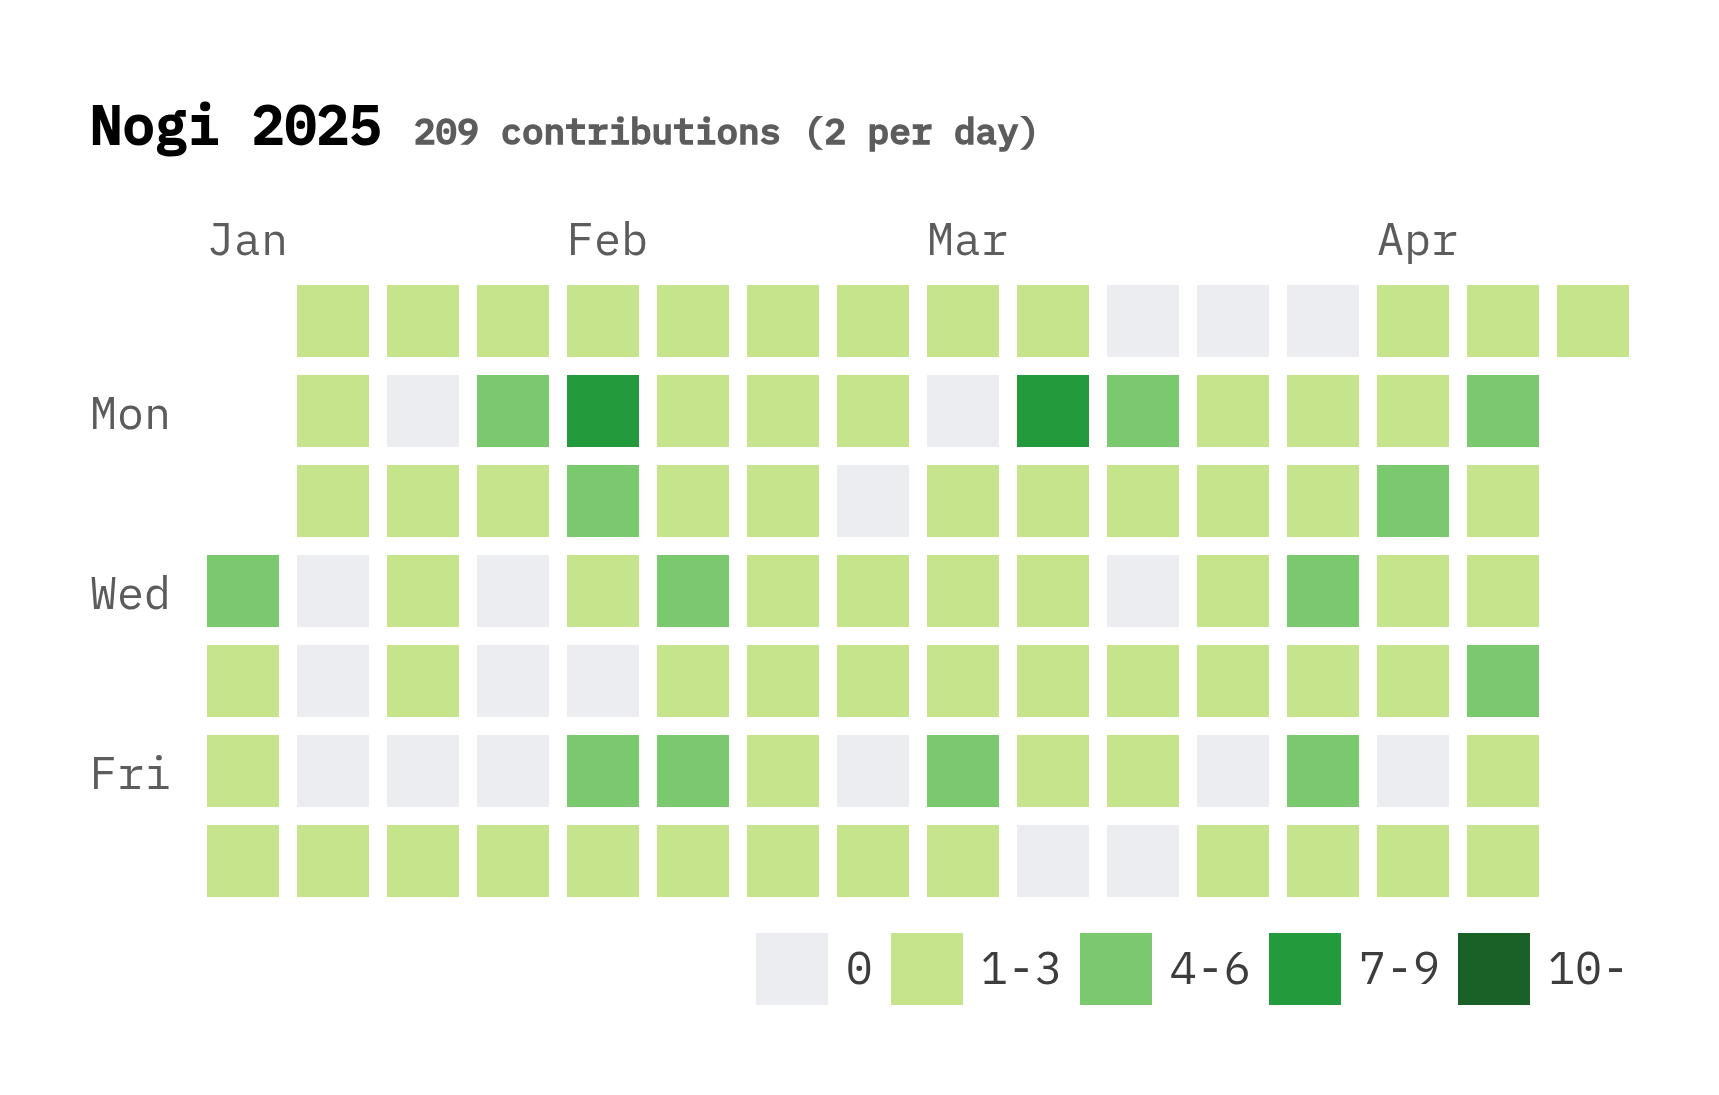 Nogi 2025 209 contributions (2 per day)
Jan Feb Mar Apr
Mon
Wed
Fri
0 1-3 4-6 7-9 10-